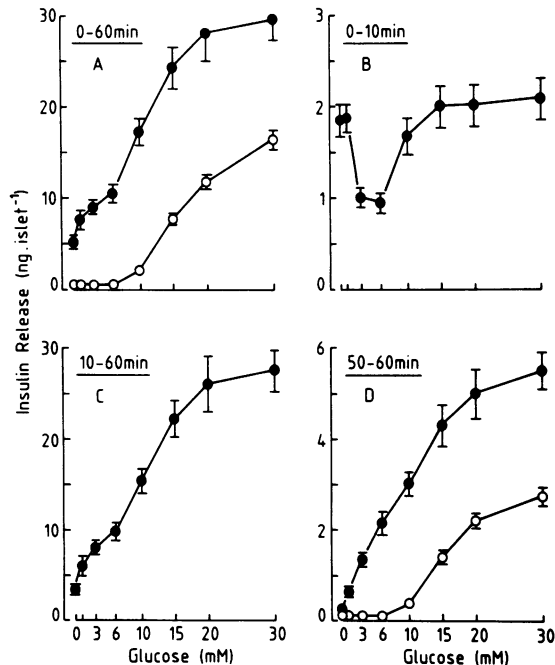 30
20
10
0
0-60min
A
3
2
1
0
0-10min
B
Insulin Release (ng.islet⁻¹)
30
20
10
0
10-60min
C
0 3 6 10 15 20 30
Glucose (mM)
6
4
2
0
50-60min
D
0 3 6 10 15 20 30
Glucose (mM)